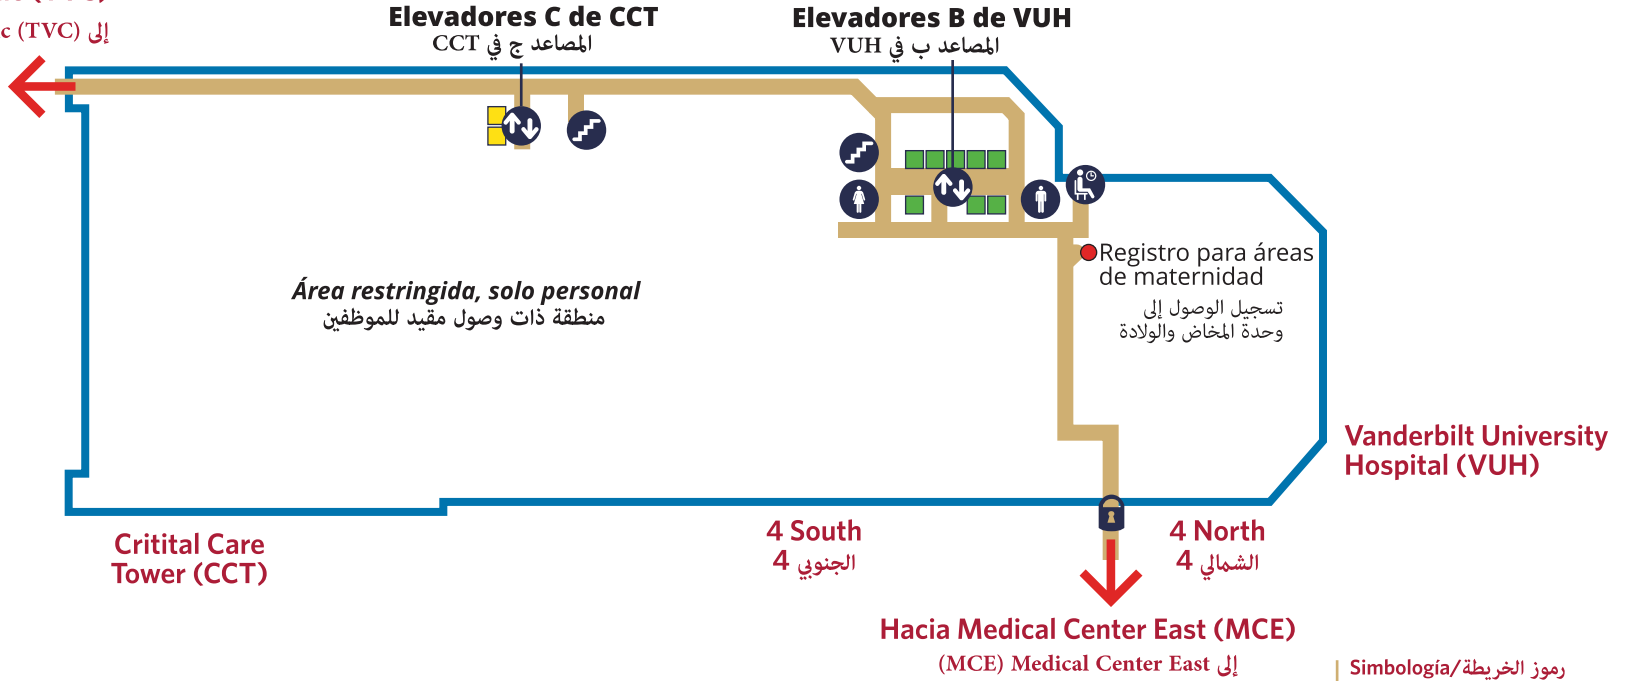 c (TVC) إلى
Elevadores C de CCT
المصاعد ج في CCT
Elevadores B de VUH
المصاعد ب في VUH
Registro para áreas
de maternidad
تسجيل الوصول إلى
وحدة المخاض والولادة
Área restringida, solo personal
منطقة ذات وصول مقيد للموظفين
Vanderbilt University
Hospital (VUH)
Critital Care
Tower (CCT)
4 South
4 الجنوبي
4 North
4 الشمالي
Hacia Medical Center East (MCE)
إلى Medical Center East (MCE)
Simbología/رموز الخريطة